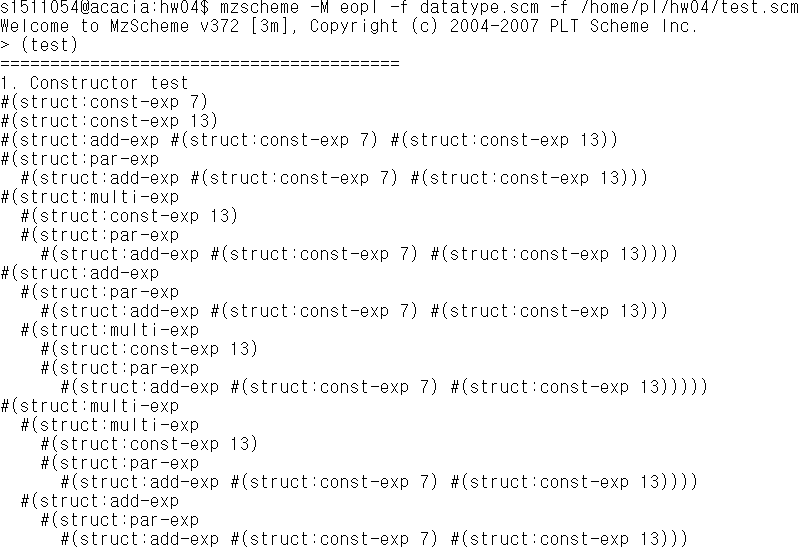 s1511054@acacia:hw04$ mzscheme -M eopl -f datatype.scm -f /home/pl/hw04/test.scm
Welcome to MzScheme v372 [3m], Copyright (c) 2004-2007 PLT Scheme Inc.
> (test)
========================================
1. Constructor test
#(struct:const-exp 7)
#(struct:const-exp 13)
#(struct:add-exp #(struct:const-exp 7) #(struct:const-exp 13))
#(struct:par-exp
  #(struct:add-exp #(struct:const-exp 7) #(struct:const-exp 13)))
#(struct:multi-exp
  #(struct:const-exp 13)
  #(struct:par-exp
    #(struct:add-exp #(struct:const-exp 7) #(struct:const-exp 13))))
#(struct:add-exp
  #(struct:par-exp
    #(struct:add-exp #(struct:const-exp 7) #(struct:const-exp 13)))
  #(struct:multi-exp
    #(struct:const-exp 13)
    #(struct:par-exp
      #(struct:add-exp #(struct:const-exp 7) #(struct:const-exp 13)))))
#(struct:multi-exp
  #(struct:multi-exp
    #(struct:const-exp 13)
    #(struct:par-exp
      #(struct:add-exp #(struct:const-exp 7) #(struct:const-exp 13))))
  #(struct:add-exp
    #(struct:par-exp
      #(struct:add-exp #(struct:const-exp 7) #(struct:const-exp 13)))